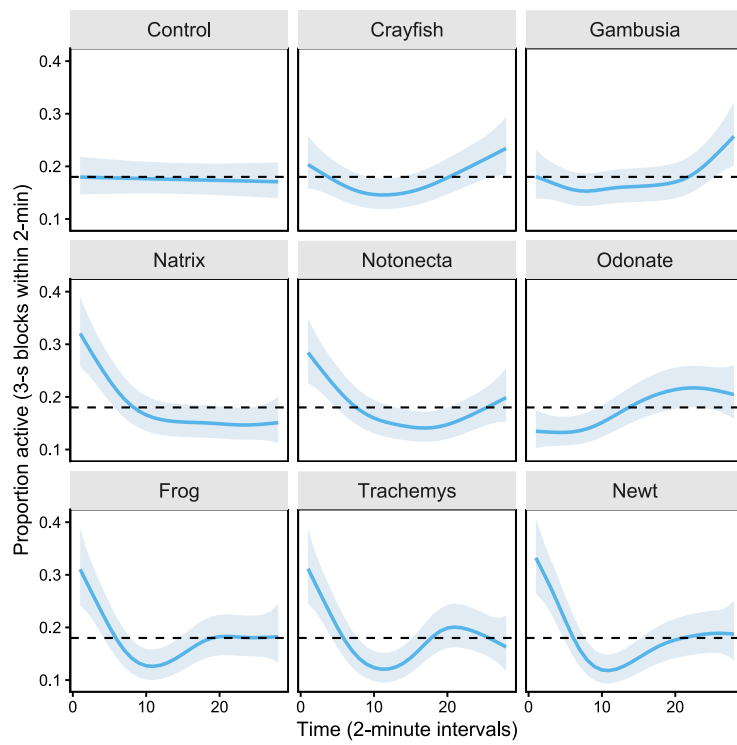 Control Crayfish Gambusia
0.4
0.3
0.2
0.1
Natrix Notonecta Odonate
0.4
0.3
0.2
0.1
Frog Trachemys Newt
0.4
0.3
0.2
0.1
0 10 20 0 10 20 0 10 20
Time (2-minute intervals)
Proportion active (3-s blocks within 2-min)